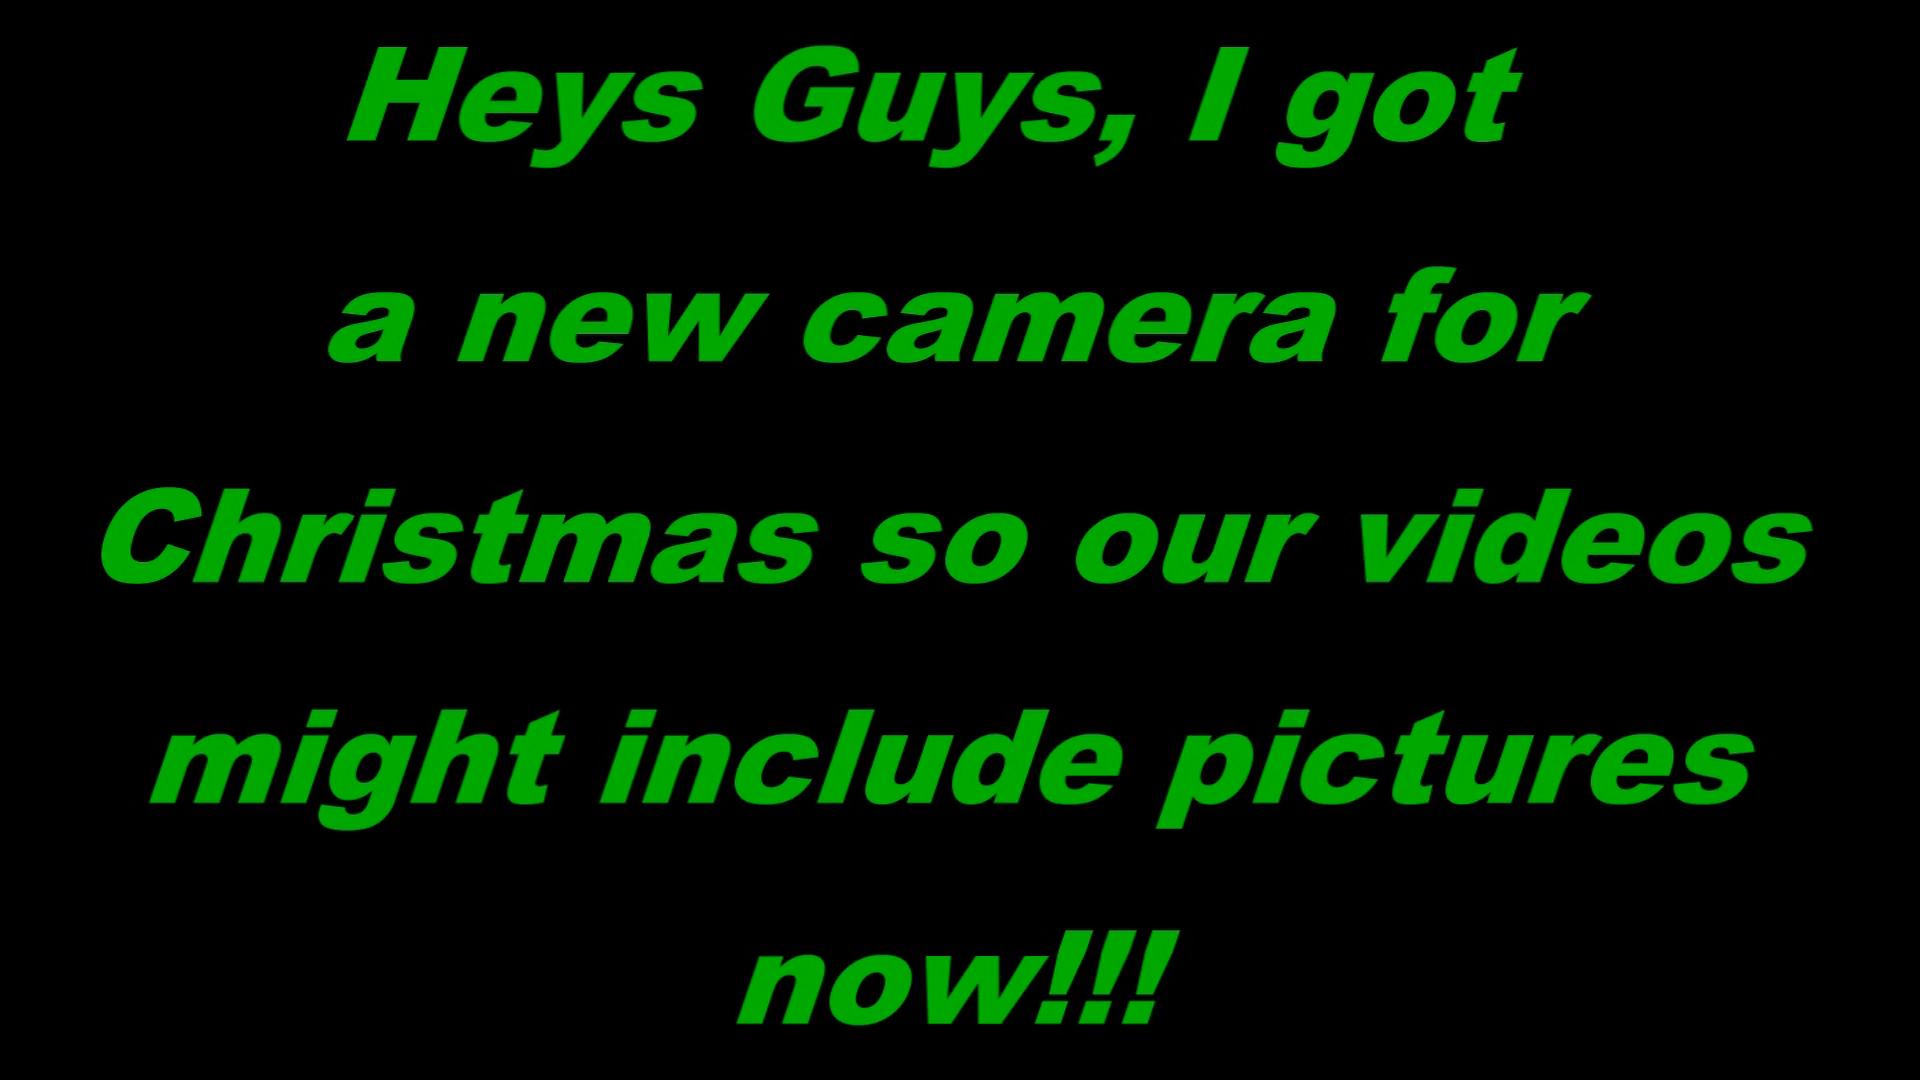 Heys Guys, I got
a new camera for
Christmas so our videos
might include pictures
now!!!